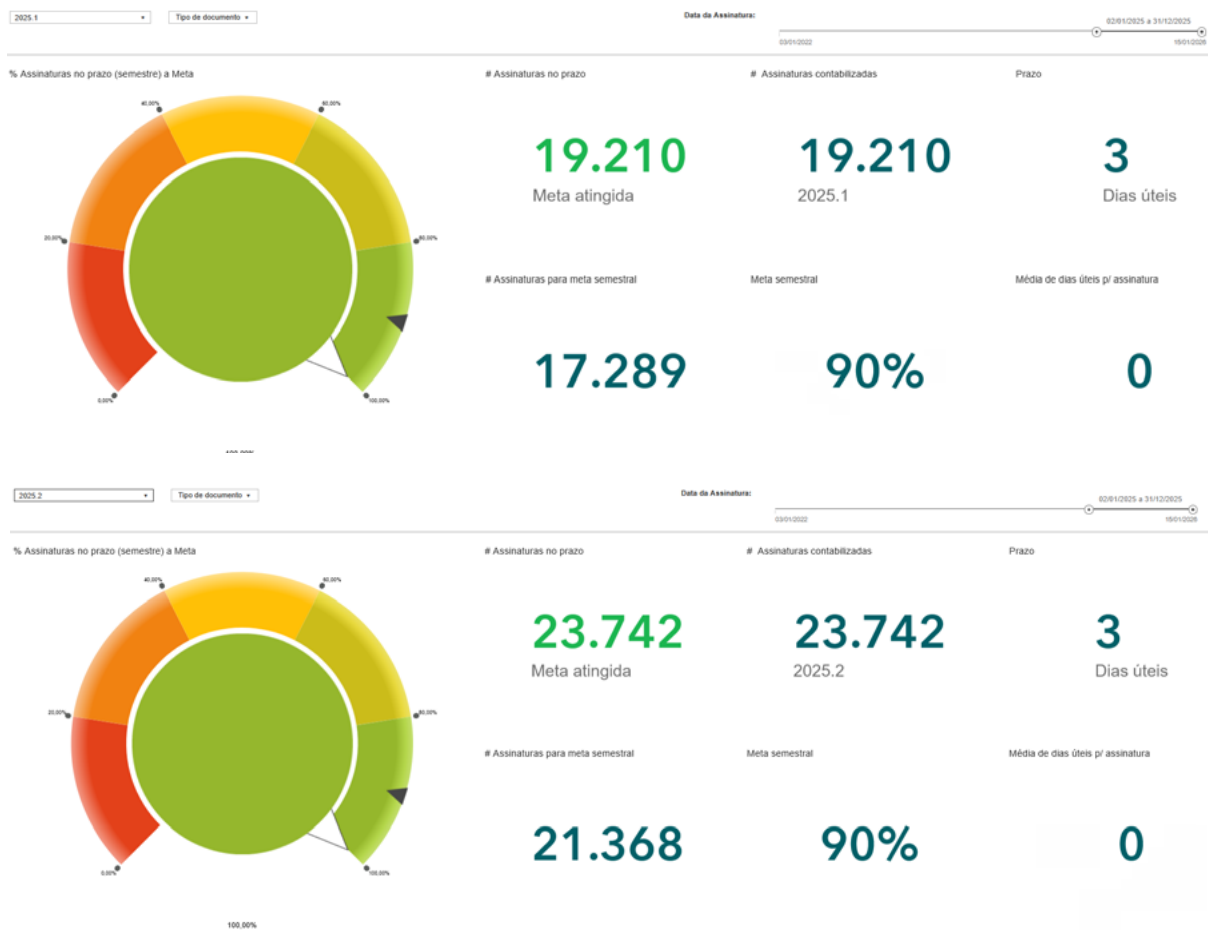 2025.1
Tipo de documento
Data da Assinatura:
02/01/2025 a 31/12/2025
03/01/2022
15/01/2026
% Assinaturas no prazo (semestre) a Meta
# Assinaturas no prazo
# Assinaturas contabilizadas
Prazo
40,00%
60,00%
20,00%
80,00%
0,00%
100,00%
19.210
Meta atingida
19.210
2025.1
3
Dias úteis
# Assinaturas para meta semestral
Meta semestral
Média de dias úteis p/ assinatura
17.289
90%
0
2025.2
Tipo de documento
Data da Assinatura:
02/01/2025 a 31/12/2025
03/01/2022
% Assinaturas no prazo (semestre) a Meta
# Assinaturas no prazo
# Assinaturas contabilizadas
Prazo
40,00%
60,00%
20,00%
80,00%
0,00%
100,00%
23.742
Meta atingida
23.742
2025.2
3
Dias úteis
# Assinaturas para meta semestral
Meta semestral
Média de dias úteis p/ assinatura
21.368
90%
0
100,00%